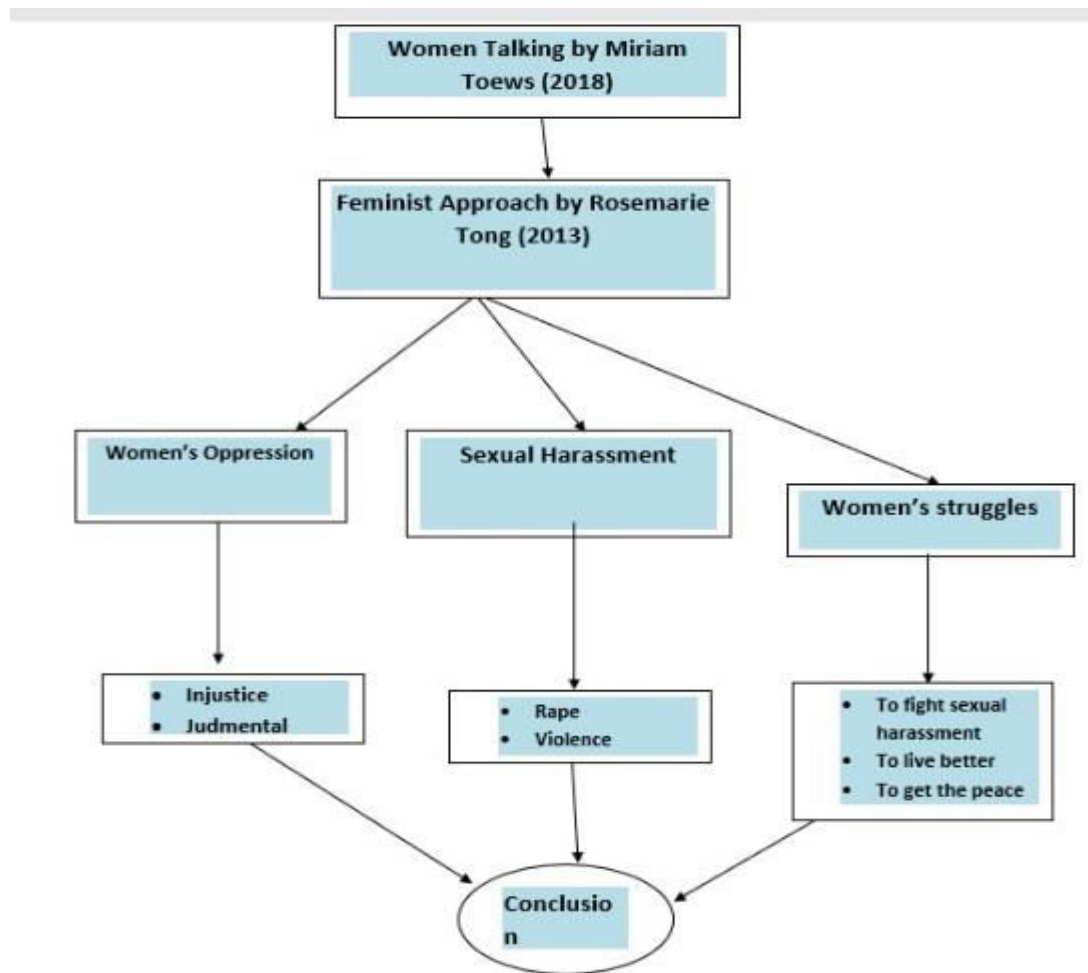 Women Talking by Miriam
Toews (2018)
Feminist Approach by Rosemarie
Tong (2013)
Women's Oppression
Sexual Harassment
Women's struggles
• Injustice
• Judmental
• Rape
• Violence
• To fight sexual
harassment
• To live better
• To get the peace
Conclusio
n